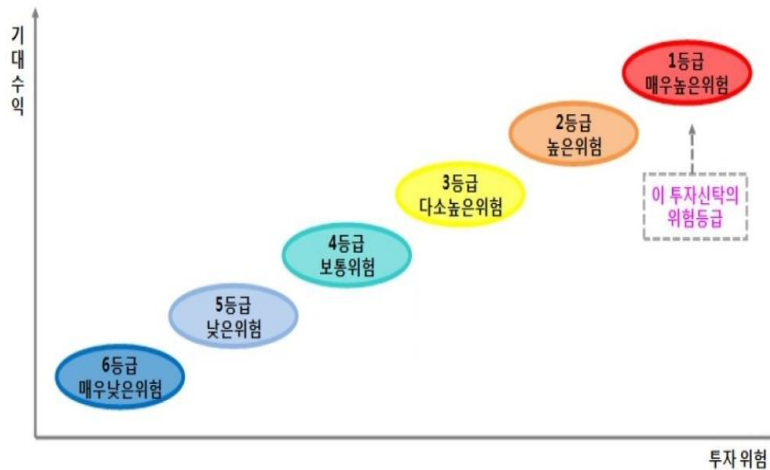 기대수익
1등급
매우높은위험
2등급
높은위험
3등급
다소높은위험
이 투자신탁의
위험등급
4등급
보통위험
5등급
낮은위험
6등급
매우낮은위험
투자 위험